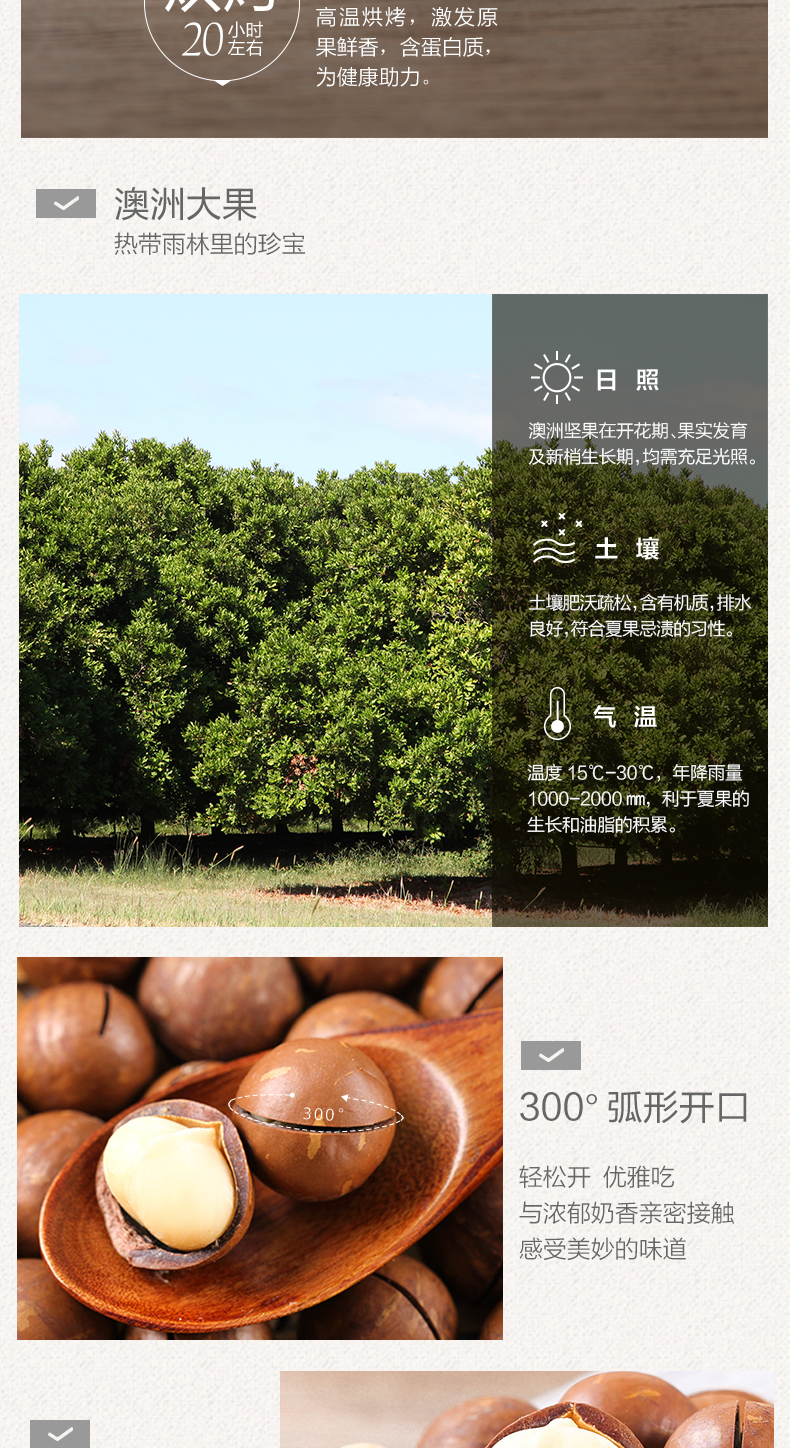 烘烤
20小时
左右
高温烘烤，激发原
果鲜香，含蛋白质，
为健康助力。
澳洲大果
热带雨林里的珍宝
日 照
澳洲坚果在开花期、果实发育
及新梢生长期，均需充足光照。
土 壤
土壤肥沃疏松，含有机质，排水
良好，符合夏果忌渍的习性。
气 温
温度 15℃-30℃，年降雨量
1000-2000㎜，利于夏果的
生长和油脂的积累。
300°
300° 弧形开口
轻松开 优雅吃
与浓郁奶香亲密接触
感受美妙的味道